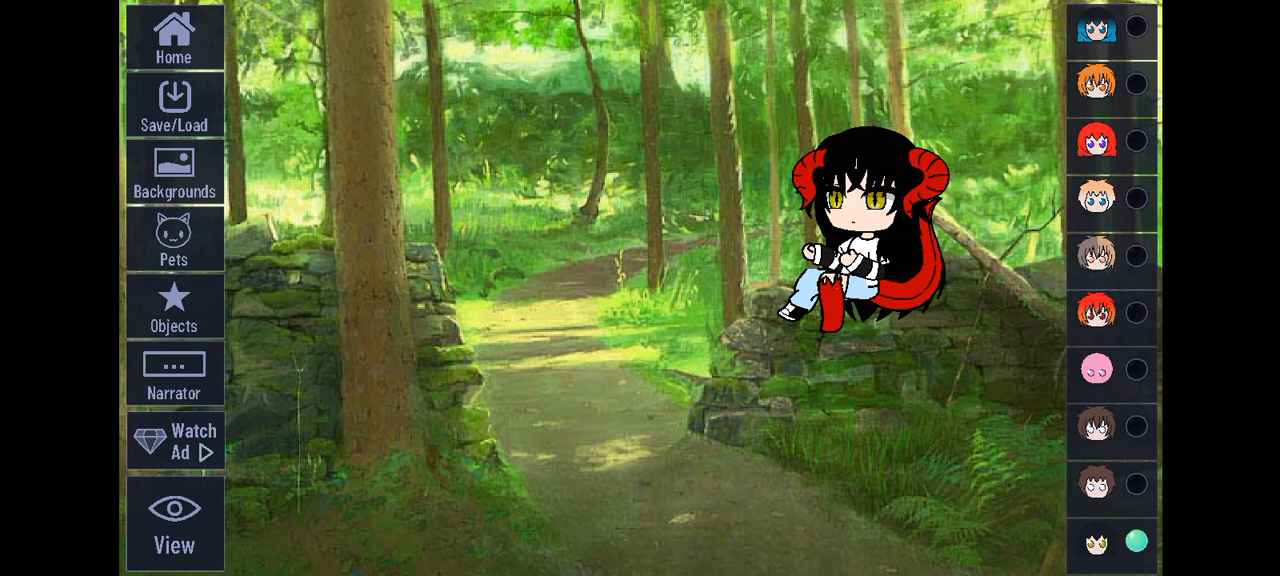 Home
Save/Load
Backgrounds
Pets
Objects
Narrator
Watch
Ad
View